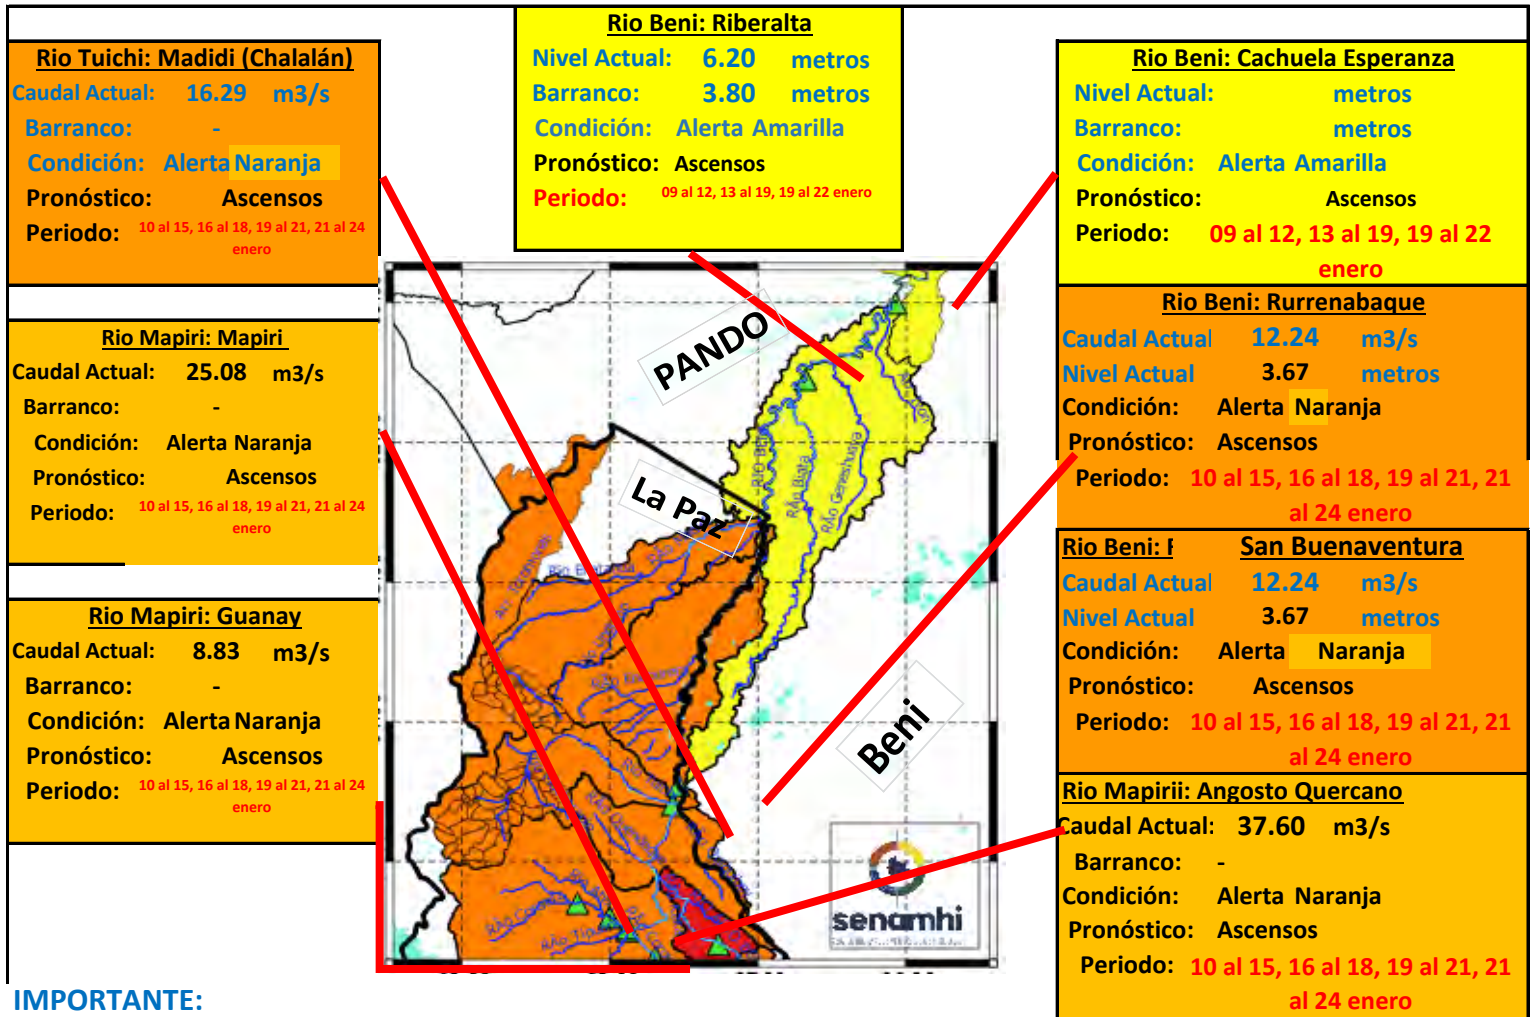 Rio Tuichi: Madidi (Chalalán)
Caudal Actual: 16.29 m3/s
Barranco: -
Condición: Alerta Naranja
Pronóstico: Ascensos
Periodo: 10 al 15, 16 al 18, 19 al 21, 21 al 24
enero
Rio Mapiri: Mapiri
Caudal Actual: 25.08 m3/s
Barranco: -
Condición: Alerta Naranja
Pronóstico: Ascensos
Periodo: 10 al 15, 16 al 18, 19 al 21, 21 al 24
enero
Rio Mapiri: Guanay
Caudal Actual: 8.83 m3/s
Barranco: -
Condición: Alerta Naranja
Pronóstico: Ascensos
Periodo: 10 al 15, 16 al 18, 19 al 21, 21 al 24
enero
Rio Beni: Riberalta
Nivel Actual: 6.20 metros
Barranco: 3.80 metros
Condición: Alerta Amarilla
Pronóstico: Ascensos
Periodo: 09 al 12, 13 al 19, 19 al 22 enero
PANDO
La Paz
Beni
RÃo Biata
RÃo Geneshuaya
senamhi
Rio Beni: Cachuela Esperanza
Nivel Actual: metros
Barranco: metros
Condición: Alerta Amarilla
Pronóstico: Ascensos
Periodo: 09 al 12, 13 al 19, 19 al 22
enero
Rio Beni: Rurrenabaque
Caudal Actual 12.24 m3/s
Nivel Actual 3.67 metros
Condición: Alerta Naranja
Pronóstico: Ascensos
Periodo: 10 al 15, 16 al 18, 19 al 21, 21
al 24 enero
Rio Beni: San Buenaventura
Caudal Actual 12.24 m3/s
Nivel Actual 3.67 metros
Condición: Alerta Naranja
Pronóstico: Ascensos
Periodo: 10 al 15, 16 al 18, 19 al 21, 21
al 24 enero
Rio Mapirii: Angosto Quercano
Caudal Actual: 37.60 m3/s
Barranco: -
Condición: Alerta Naranja
Pronóstico: Ascensos
Periodo: 10 al 15, 16 al 18, 19 al 21, 21
al 24 enero
IMPORTANTE: